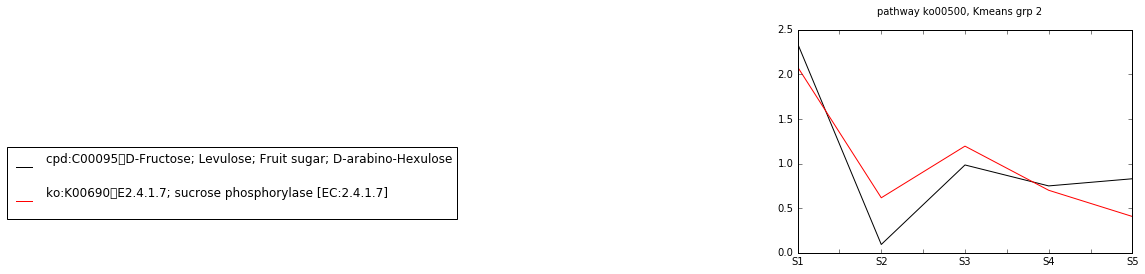 pathway ko00500, Kmeans grp 2
2.5
2.0
1.5
1.0
0.5
0.0
S1 S2 S3 S4 S5
cpd:C00095▯D-Fructose; Levulose; Fruit sugar; D-arabino-Hexulose
ko:K00690▯E2.4.1.7; sucrose phosphorylase [EC:2.4.1.7]